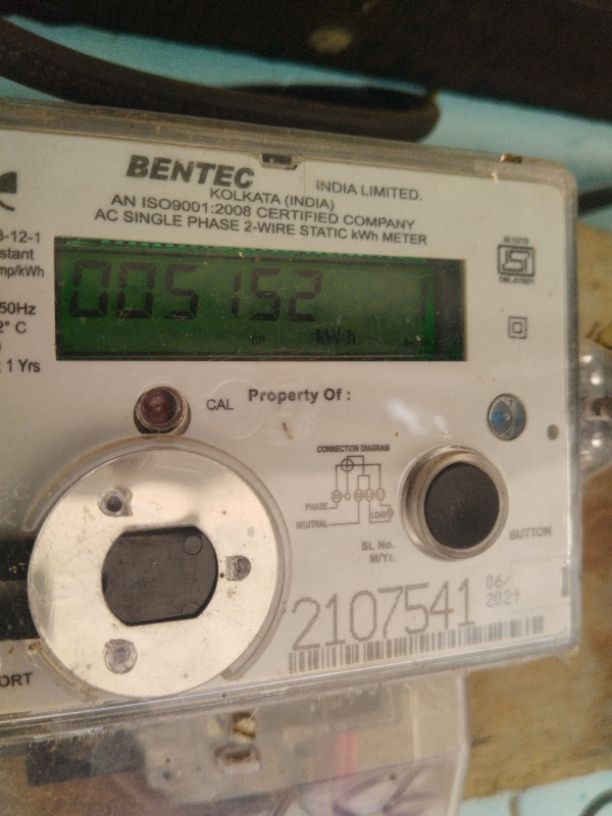 BENTEC INDIA LIMITED.
KOLKATA (INDIA)
AN ISO9001:2008 CERTIFIED COMPANY
AC SINGLE PHASE 2-WIRE STATIC kWh METER
-12-1
stant
mp/kWh
50Hz
2° C
1 Yrs
005152
kWh
ISI
CAL
Property Of :
CONNECTION DIAGRAM
PHASE
NEUTRAL
LOAD
SL No.
M/Yr.
BUTTON
2107541
06-
2021
ORT